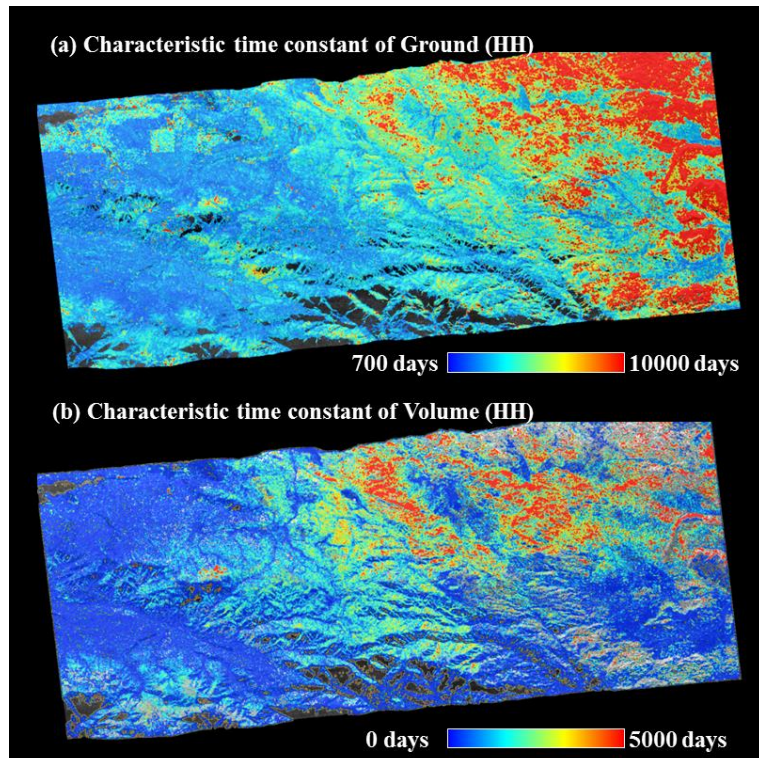 (a) Characteristic time constant of Ground (HH)
700 days 10000 days
(b) Characteristic time constant of Volume (HH)
0 days 5000 days